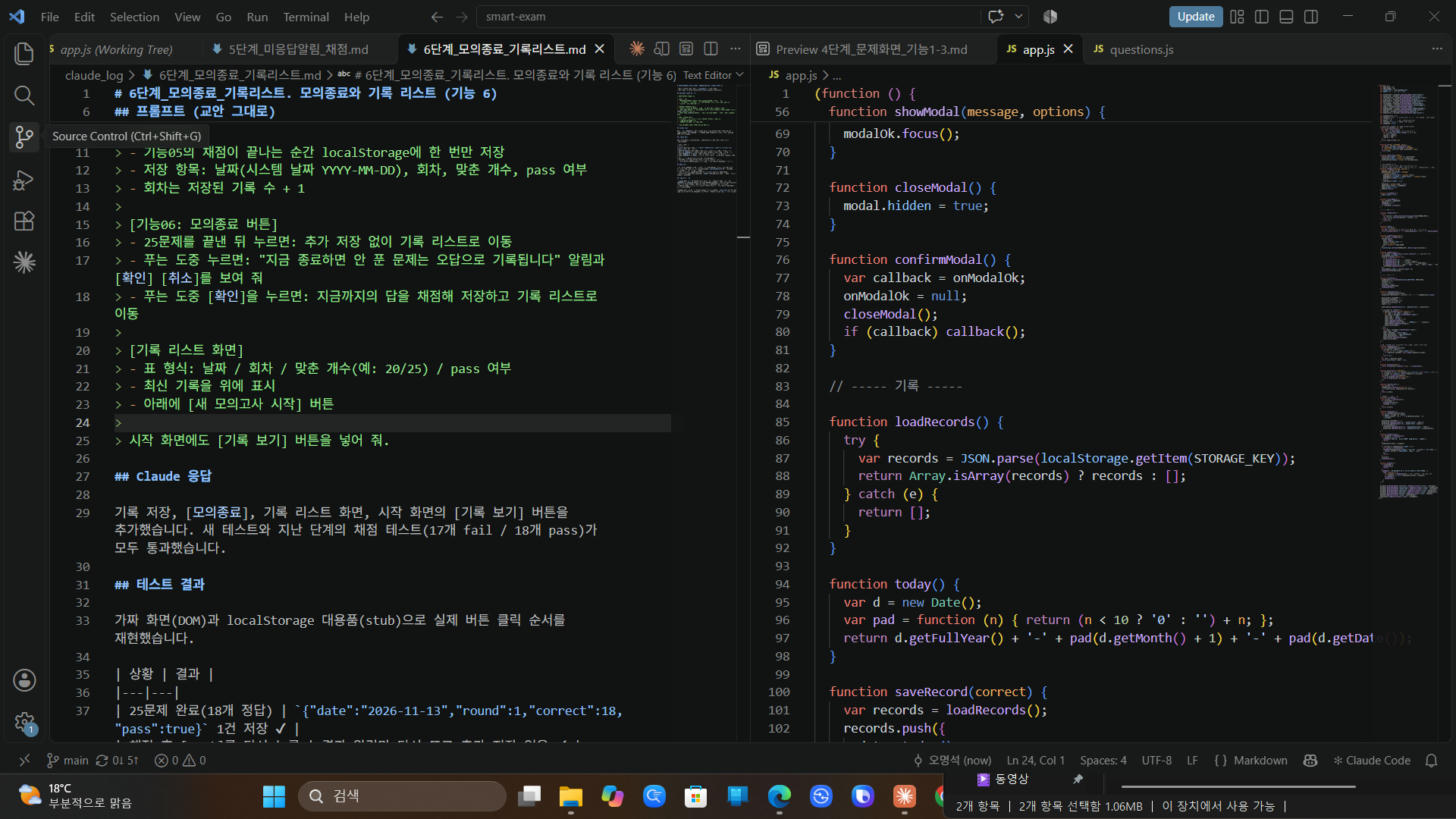 File Edit Selection View Go Run Terminal Help
smart-exam
Update
app.js (Working Tree)
5단계_미응답알림_채점.md
6단계_모의종료_기록리스트.md
claude_log > 6단계_모의종료_기록리스트.md > # 6단계_모의종료_기록리스트. 모의종료와 기록 리스트 (기능 6) Text Editor
1 # 6단계_모의종료_기록리스트. 모의종료와 기록 리스트 (기능 6)
6 ## 프롬프트 (교안 그대로)
Source Control (Ctrl+Shift+G)
11 > - 기능05의 채점이 끝나는 순간 localStorage에 한 번만 저장
12 > - 저장 항목: 날짜(시스템 날짜 YYYY-MM-DD), 회차, 맞춘 개수, pass 여부
13 > - 회차는 저장된 기록 수 + 1
14 >
15 > [기능06: 모의종료 버튼]
16 > - 25문제를 끝낸 뒤 누르면: 추가 저장 없이 기록 리스트로 이동
17 > - 푸는 도중 누르면: "지금 종료하면 안 푼 문제는 오답으로 기록됩니다" 알림과
[확인] [취소]를 보여 줘
18 > - 푸는 도중 [확인]을 누르면: 지금까지의 답을 채점해 저장하고 기록 리스트로
이동
19 >
20 > [기록 리스트 화면]
21 > - 표 형식: 날짜 / 회차 / 맞춘 개수(예: 20/25) / pass 여부
22 > - 최신 기록을 위에 표시
23 > - 아래에 [새 모의고사 시작] 버튼
24 >
25 > 시작 화면에도 [기록 보기] 버튼을 넣어 줘.
26
27 ## Claude 응답
28
29 기록 저장, [모의종료], 기록 리스트 화면, 시작 화면의 [기록 보기] 버튼을
추가했습니다. 새 테스트와 지난 단계의 채점 테스트(17개 fail / 18개 pass)가
모두 통과했습니다.
30
31 ## 테스트 결과
32
33 가짜 화면(DOM)과 localStorage 대용품(stub)으로 실제 버튼 클릭 순서를
재현했습니다.
34
35 | 상황 | 결과 |
36 |---|---|
37 | 25문제 완료(18개 정답) | `{"date":"2026-11-13","round":1,"correct":18,
"pass":true}` 1건 저장 ✓ |
Preview 4단계_문제화면_기능1-3.md
JS app.js
JS questions.js
JS app.js > ...
1 (function () {
56 function showModal(message, options) {
69 modalOk.focus();
70 }
71
72 function closeModal() {
73 modal.hidden = true;
74 }
75
76 function confirmModal() {
77 var callback = onModalOk;
78 onModalOk = null;
79 closeModal();
80 if (callback) callback();
81 }
82
83 // ----- 기록 -----
84
85 function loadRecords() {
86 try {
87 var records = JSON.parse(localStorage.getItem(STORAGE_KEY));
88 return Array.isArray(records) ? records : [];
89 } catch (e) {
90 return [];
91 }
92 }
93
94 function today() {
95 var d = new Date();
96 var pad = function (n) { return (n < 10 ? '0' : '') + n; };
97 return d.getFullYear() + '-' + pad(d.getMonth() + 1) + '-' + pad(d.getDate());
98 }
99
100 function saveRecord(correct) {
101 var records = loadRecords();
102 records.push({
1
main 0↓ 5↑ 0 0
오명석 (now) Ln 24, Col 1 Spaces: 4 UTF-8 LF { } Markdown Claude Code
18°C
부분적으로 맑음
검색
동영상
2개 항목 | 2개 항목 선택함 1.06MB | 이 장치에서 사용 가능 |